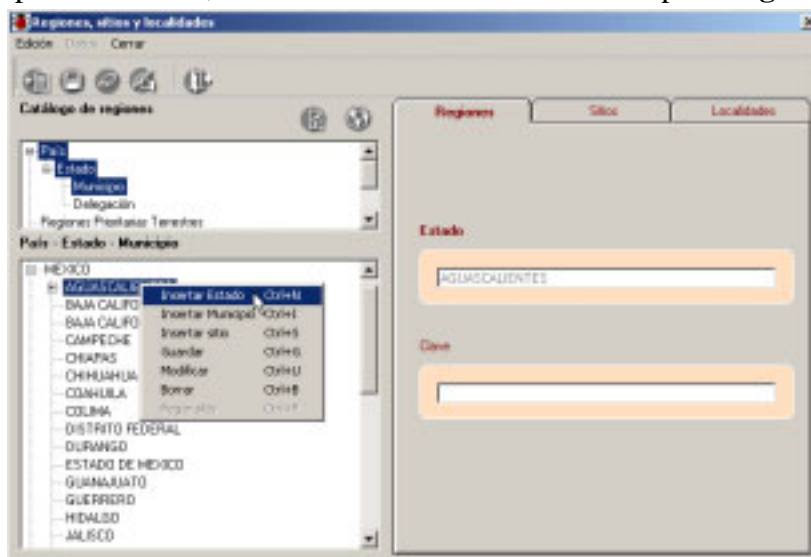 Regiones, sitios y localidades
Edición Datos Cerrar
Catálogo de regiones
País
Estado
Municipio
Delegación
Regiones Prioritarias Terrestres
País - Estado - Municipio
MEXICO
AGUASCALIENTES
BAJA CALIFO
BAJA CALIFO
CAMPECHE
CHIAPAS
CHIHUAHUA
COAHUILA
COLIMA
DISTRITO FEDERAL
DURANGO
ESTADO DE MEXICO
GUANAJUATO
GUERRERO
HIDALGO
JALISCO
Insertar Estado Ctrl+N
Insertar Municipio Ctrl+I
Insertar sitio Ctrl+S
Guardar Ctrl+G
Modificar Ctrl+U
Borrar Ctrl+B
Regiones Sitios Localidades
Estado
AGUASCALIENTES
Clave